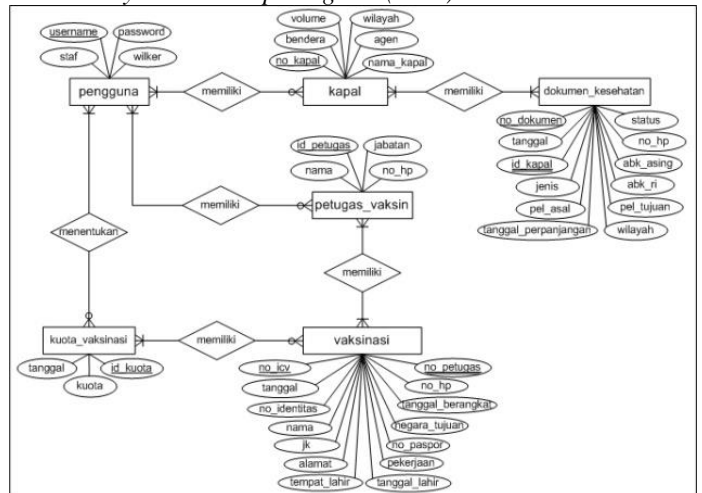 username
password
staf
wilker
pengguna
memiliki
volume
wilayah
bendera
agen
no_kapal
nama_kapal
kapal
memiliki
dokumen_kesehatan
no_dokumen
status
tanggal
no_hp
id_kapal
abk_asing
jenis
abk_ri
pel_asal
pel_tujuan
tanggal_perpanjangan
wilayah
id_petugas
jabatan
nama
no_hp
memiliki
petugas_vaksin
menentukan
memiliki
kuota_vaksinasi
memiliki
vaksinasi
tanggal
id_kuota
kuota
no_icv
no_petugas
tanggal
no_hp
no_identitas
tanggal_berangkat
nama
negara_tujuan
jk
no_paspor
alamat
pekerjaan
tempat_lahir
tanggal_lahir